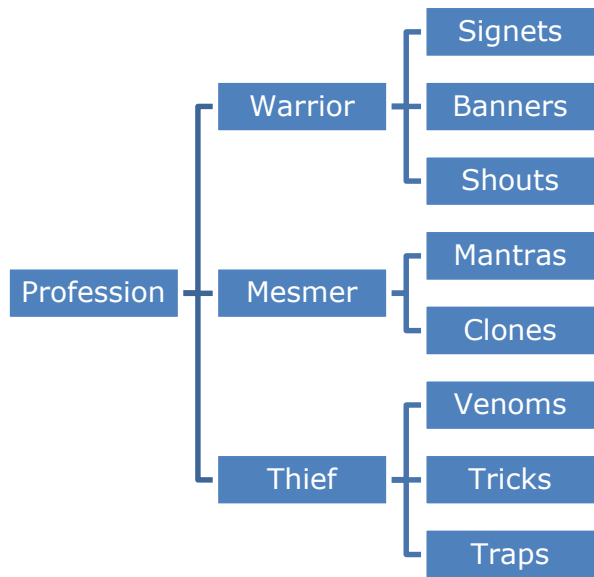 Profession
Warrior
Signets
Banners
Shouts
Mesmer
Mantras
Clones
Thief
Venoms
Tricks
Traps